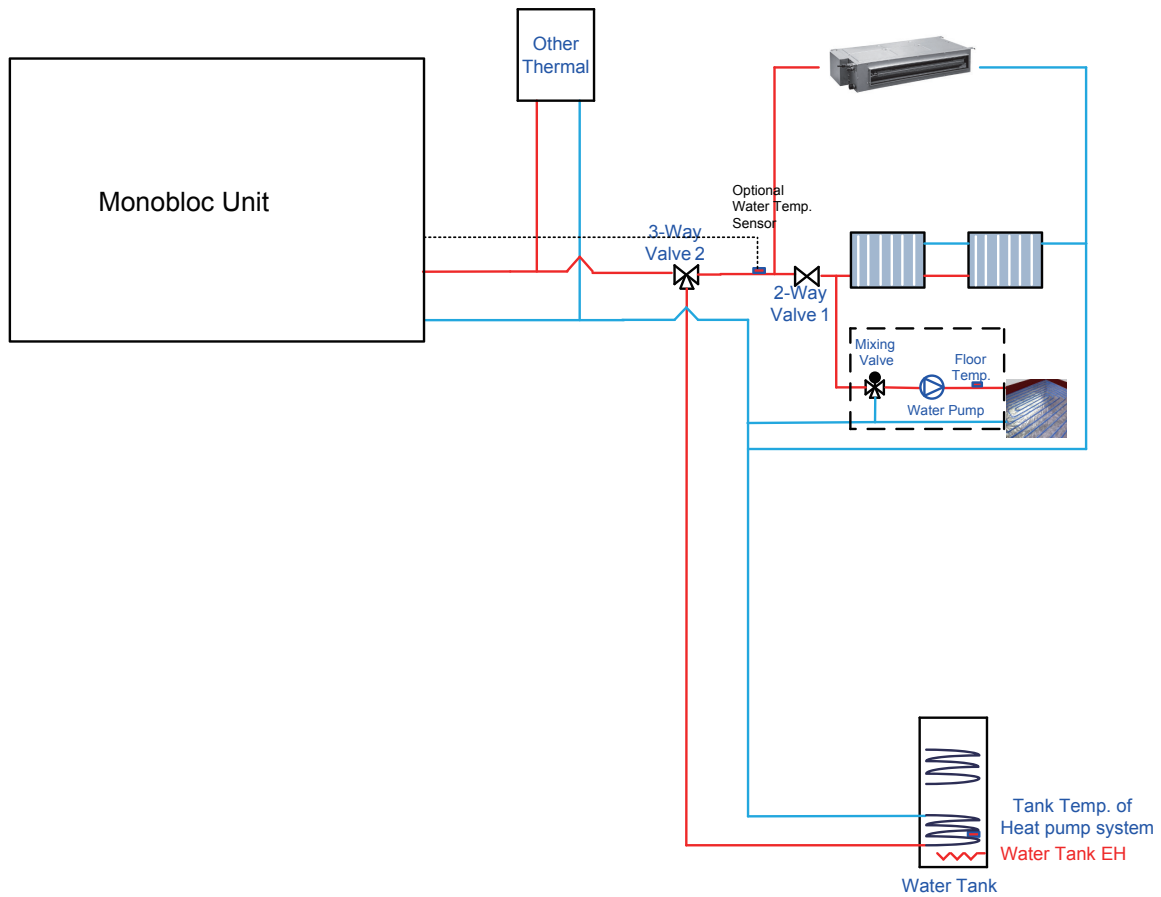 Other
Thermal
Monobloc Unit
Optional
Water Temp.
Sensor
3-Way
Valve 2
2-Way
Valve 1
Mixing
Valve
Floor
Temp.
Water Pump
Tank Temp. of
Heat pump system
Water Tank EH
Water Tank